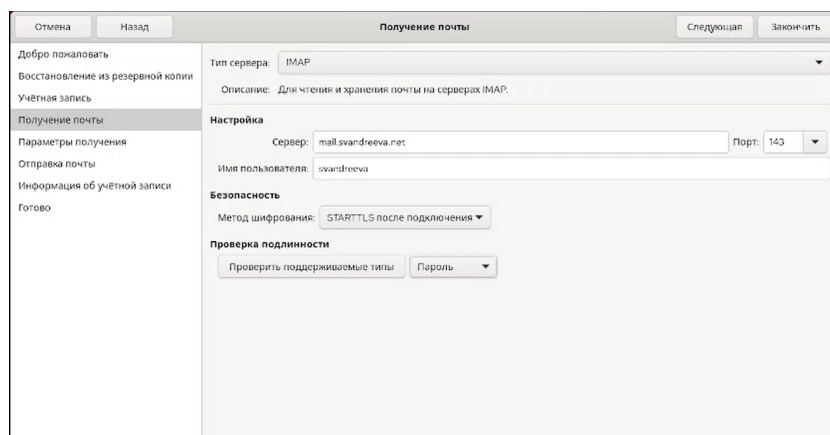 Отмена Назад Получение почты Следующая Закончить
Добро пожаловать
Восстановление из резервной копии
Учётная запись
Получение почты
Параметры получения
Отправка почты
Информация об учётной записи
Готово
Тип сервера: IMAP
Описание: Для чтения и хранения почты на серверах IMAP.
Настройка
Сервер: mail.svandreeva.net Порт: 143
Имя пользователя: svandreeva
Безопасность
Метод шифрования: STARTTLS после подключения
Проверка подлинности
Проверить поддерживаемые типы Пароль